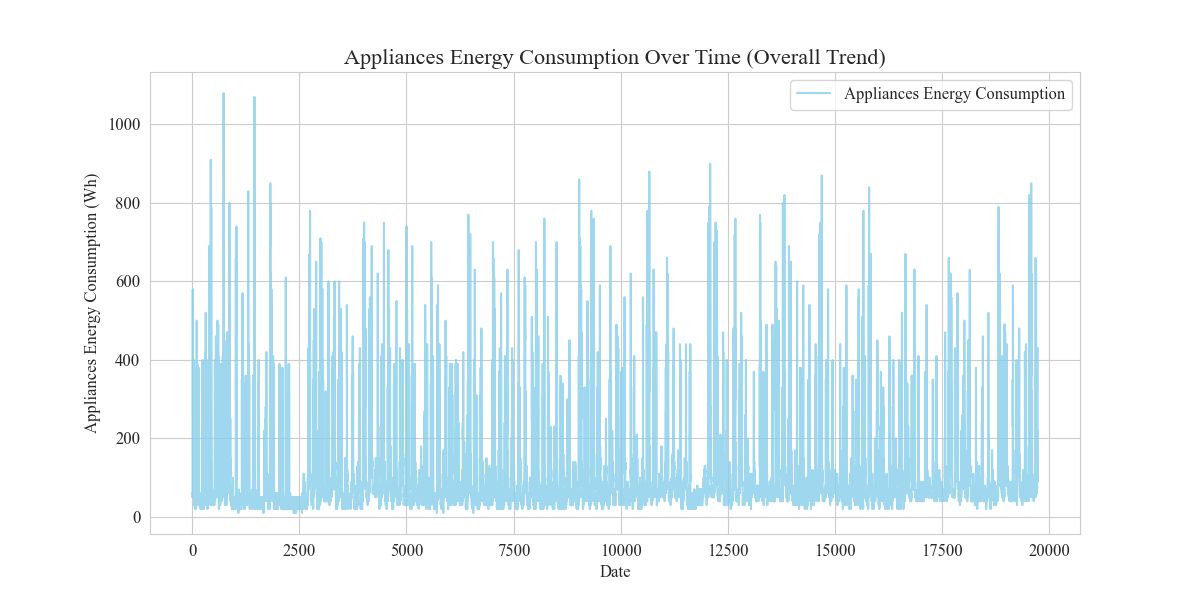 Appliances Energy Consumption Over Time (Overall Trend)
Appliances Energy Consumption
Appliances Energy Consumption (Wh)
1000
800
600
400
200
0
0 2500 5000 7500 10000 12500 15000 17500 20000
Date